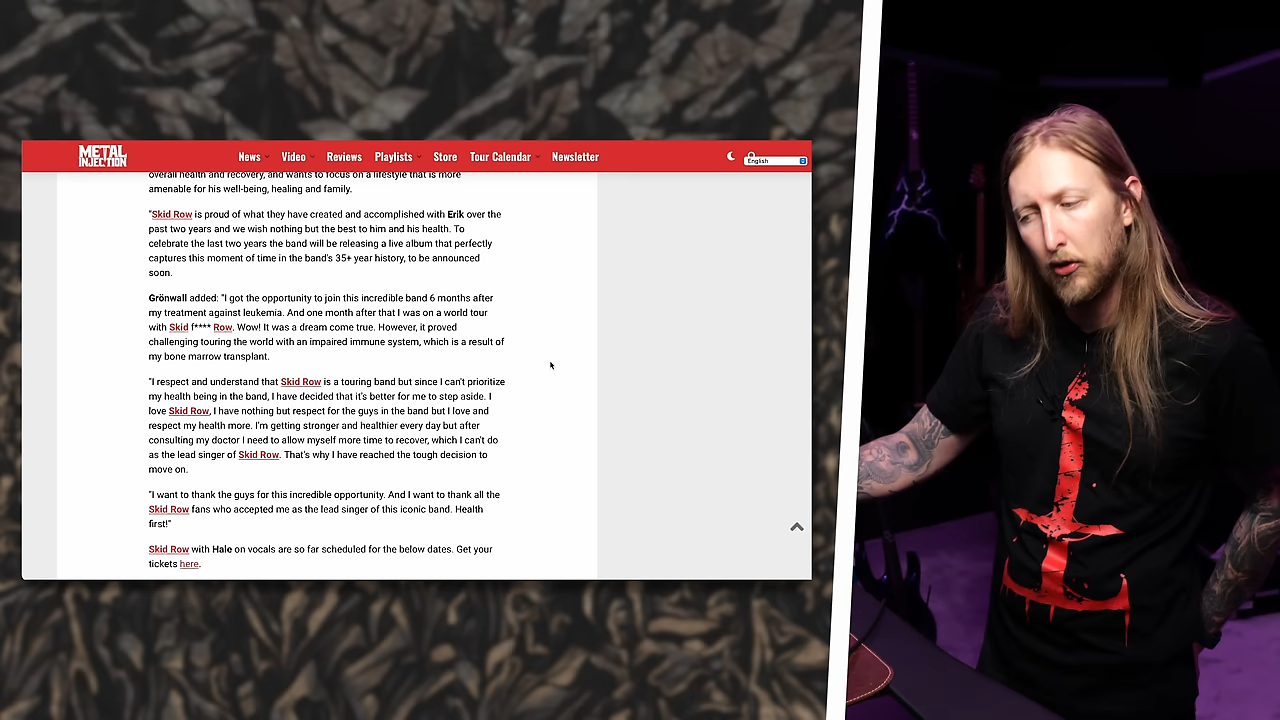 METAL
INJECTION
News
Video
Reviews
Playlists
Store
Tour Calendar
Newsletter
English
overall health and recovery, and wants to focus on a lifestyle that is more
amenable for his well-being, healing and family.
"Skid Row is proud of what they have created and accomplished with Erik over the
past two years and we wish nothing but the best to him and his health. To
celebrate the last two years the band will be releasing a live album that perfectly
captures this moment of time in the band's 35+ year history, to be announced
soon.
Grönwall added: "I got the opportunity to join this incredible band 6 months after
my treatment against leukemia. And one month after that I was on a world tour
with Skid f**** Row. Wow! It was a dream come true. However, it proved
challenging touring the world with an impaired immune system, which is a result of
my bone marrow transplant.
"I respect and understand that Skid Row is a touring band but since I can't prioritize
my health being in the band, I have decided that it's better for me to step aside. I
love Skid Row, I have nothing but respect for the guys in the band but I love and
respect my health more. I'm getting stronger and healthier every day but after
consulting my doctor I need to allow myself more time to recover, which I can't do
as the lead singer of Skid Row. That's why I have reached the tough decision to
move on.
"I want to thank the guys for this incredible opportunity. And I want to thank all the
Skid Row fans who accepted me as the lead singer of this iconic band. Health
first!"
Skid Row with Hale on vocals are so far scheduled for the below dates. Get your
tickets here.